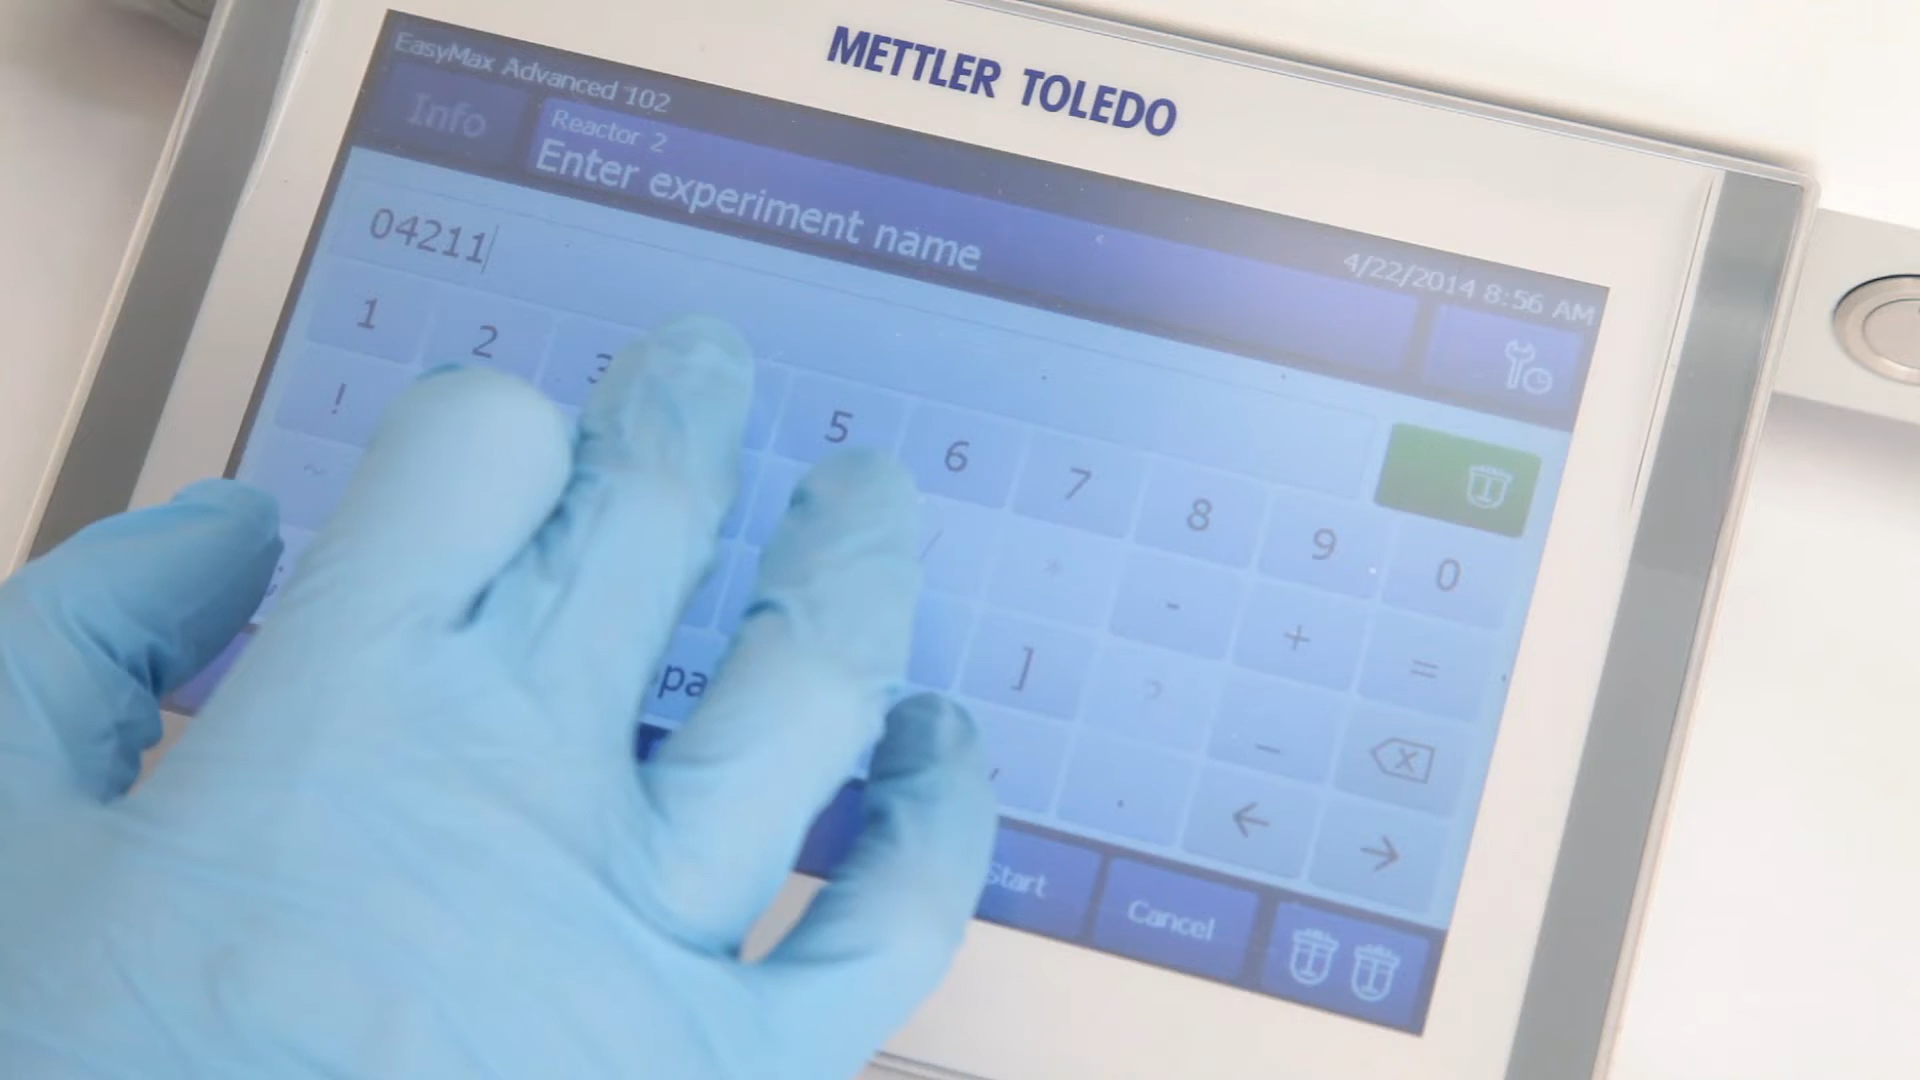 METTLER TOLEDO
EasyMax Advanced 102
Info
Reactor 2
Enter experiment name
4/22/2014 8:56 AM
04211
1 2 3 5 6 7 8 9 0
! / * - + =
~ ] ? _
, . ← →
Start
Cancel